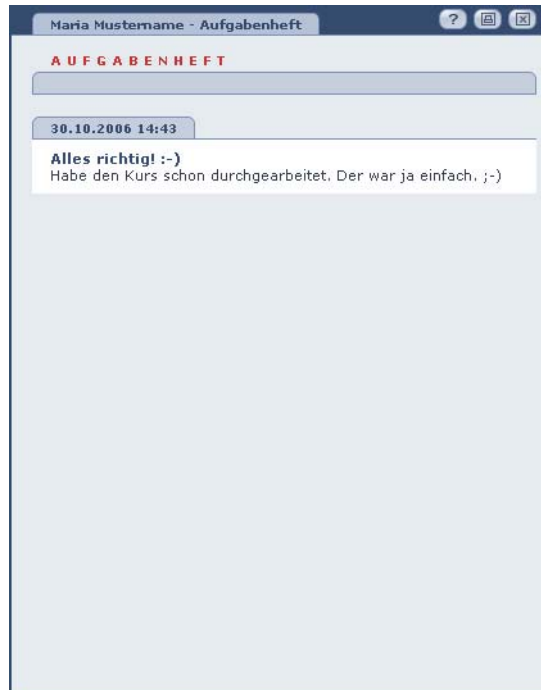 Maria Mustername - Aufgabenheft
?
AUFGABENHEFT
30.10.2006 14:43
Alles richtig! :-)
Habe den Kurs schon durchgearbeitet. Der war ja einfach. ;-)